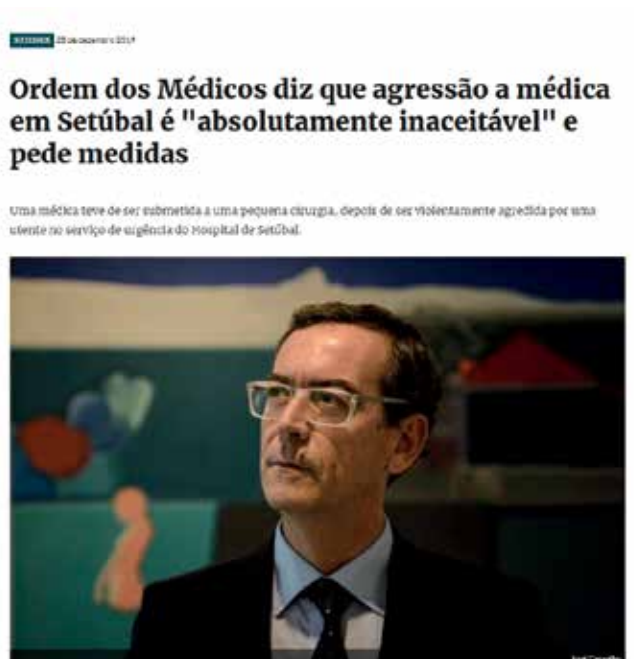 dezembro 2019
Ordem dos Médicos diz que agressão a médica
em Setúbal é "absolutamente inaceitável" e
pede medidas
Uma médica teve de ser submetida a uma pequena cirurgia, depois de ser violentamente agredida por uma
utente no serviço de urgência do Hospital de Setúbal.